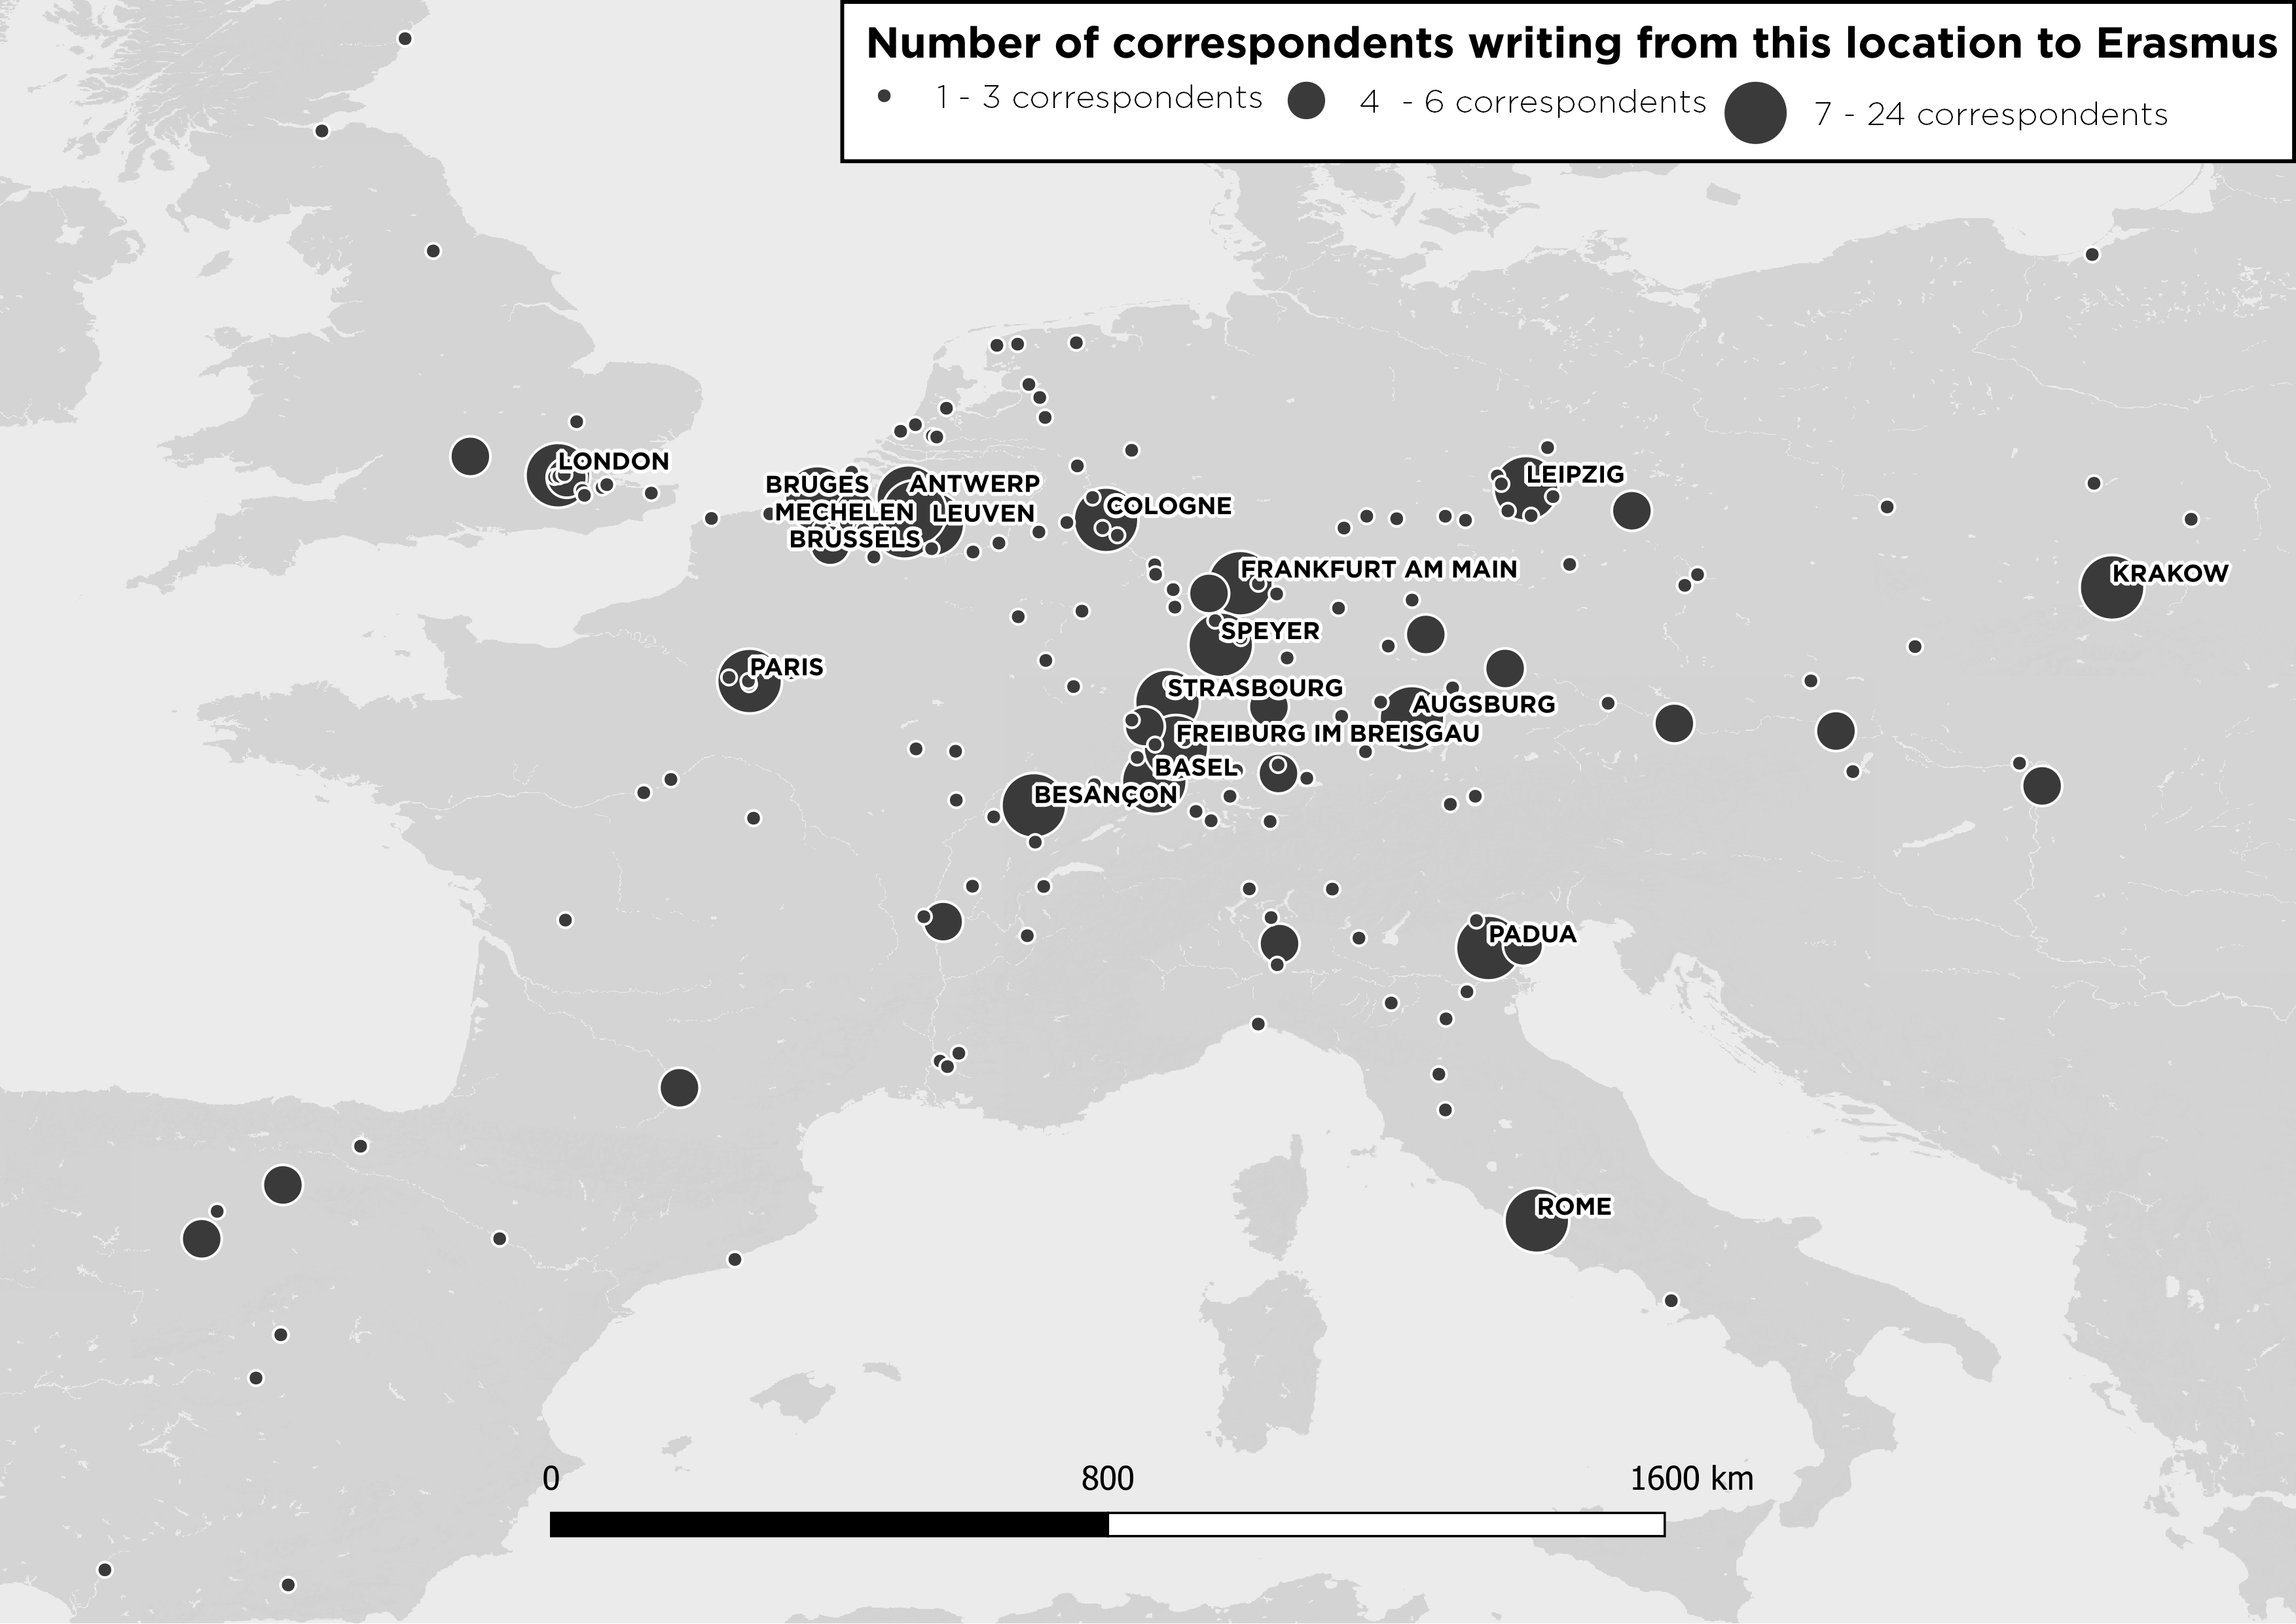 Number of correspondents writing from this location to Erasmus
1 - 3 correspondents
4 - 6 correspondents
7 - 24 correspondents
LONDON
BRUGES
ANTWERP
MECHELEN
LEUVEN
BRUSSELS
COLOGNE
LEIPZIG
FRANKFURT AM MAIN
KRAKOW
SPEYER
PARIS
STRASBOURG
AUGSBURG
FREIBURG IM BREISGAU
BASEL
BESANÇON
PADUA
ROME
0 800 1600 km